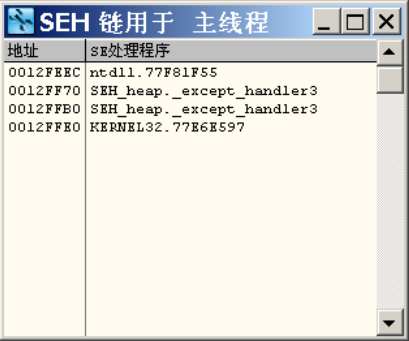 SEH 链用于 主线程
地址 SE处理程序
0012FEEC ntdll.77F81F55
0012FF70 SEH_heap._except_handler3
0012FFB0 SEH_heap._except_handler3
0012FFE0 KERNEL32.77E6E597